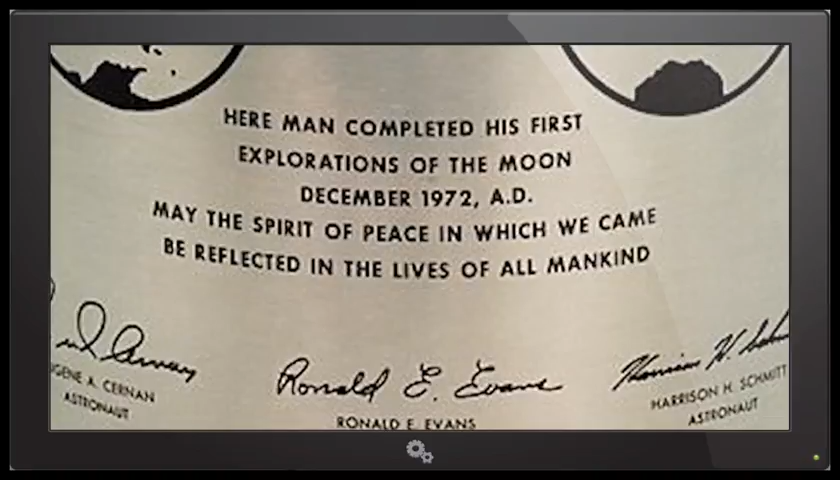 HERE MAN COMPLETED HIS FIRST
EXPLORATIONS OF THE MOON
DECEMBER 1972, A.D.
MAY THE SPIRIT OF PEACE IN WHICH WE CAME
BE REFLECTED IN THE LIVES OF ALL MANKIND
Ronald E. Evans
GENE A. CERNAN
ASTRONAUT
RONALD E. EVANS
HARRISON H. SCHMITT
ASTRONAUT